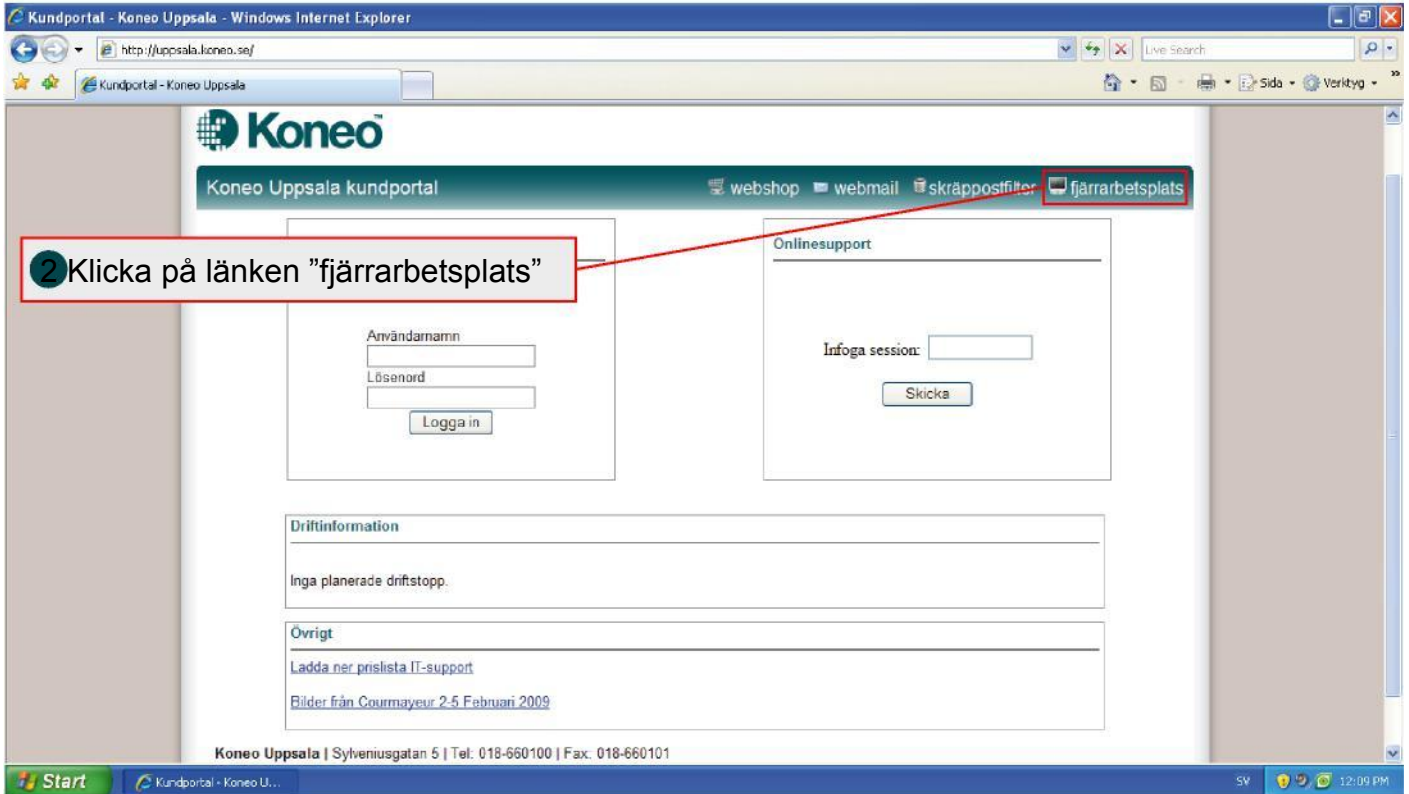 Kundportal - Koneo Uppsala - Windows Internet Explorer
http://uppsala.koneo.se/
Live Search
Kundportal - Koneo Uppsala
Sida
Verktyg
Koneo™
Koneo Uppsala kundportal
webshop
webmail
skräppostfilter
fjärrarbetsplats
2 Klicka på länken ”fjärrarbetsplats”
Onlinesupport
Användarnamn
Lösenord
Logga in
Infoga session:
Skicka
Driftinformation
Inga planerade driftstopp.
Övrigt
Ladda ner prislista IT-support
Bilder från Courmayeur 2-5 Februari 2009
Koneo Uppsala | Sylveniusgatan 5 | Tel: 018-660100 | Fax: 018-660101
Start
Kundportal - Koneo U...
SV
12:09 PM